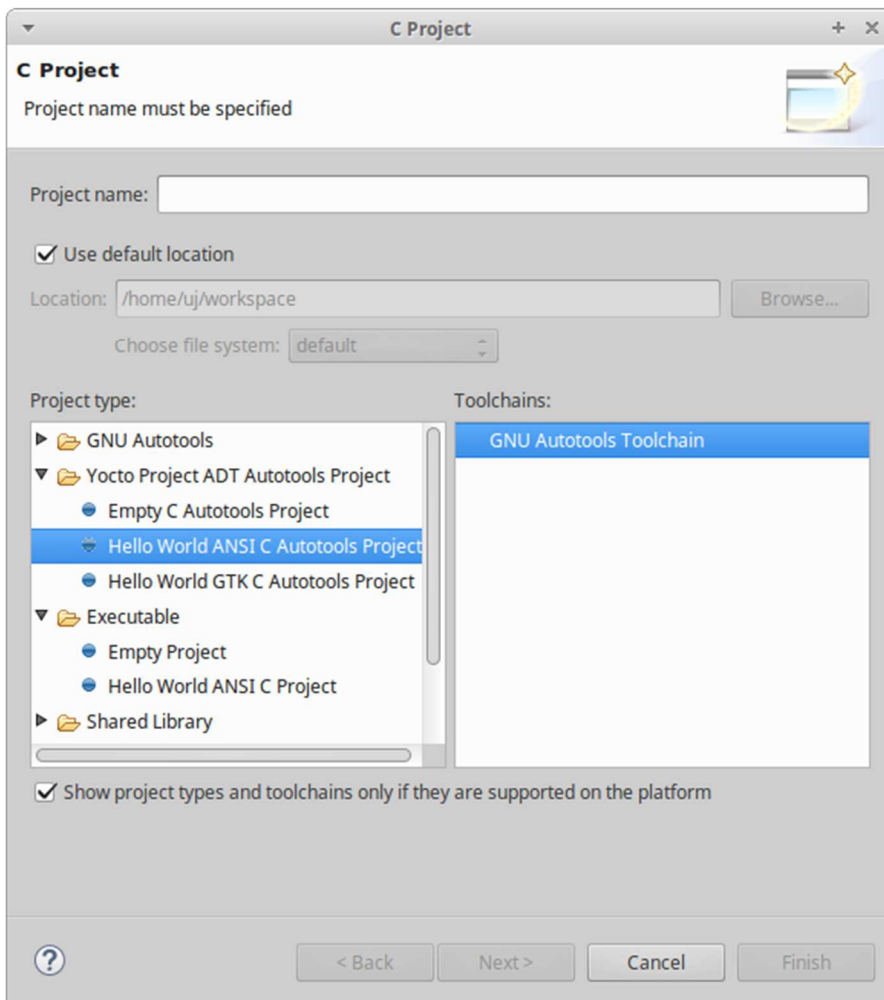 C Project
C Project
Project name must be specified
Project name:
Use default location
Location: /home/uj/workspace Browse...
Choose file system: default
Project type: Toolchains:
GNU Autotools GNU Autotools Toolchain
Yocto Project ADT Autotools Project
Empty C Autotools Project
Hello World ANSI C Autotools Project
Hello World GTK C Autotools Project
Executable
Empty Project
Hello World ANSI C Project
Shared Library
Show project types and toolchains only if they are supported on the platform
? < Back Next > Cancel Finish